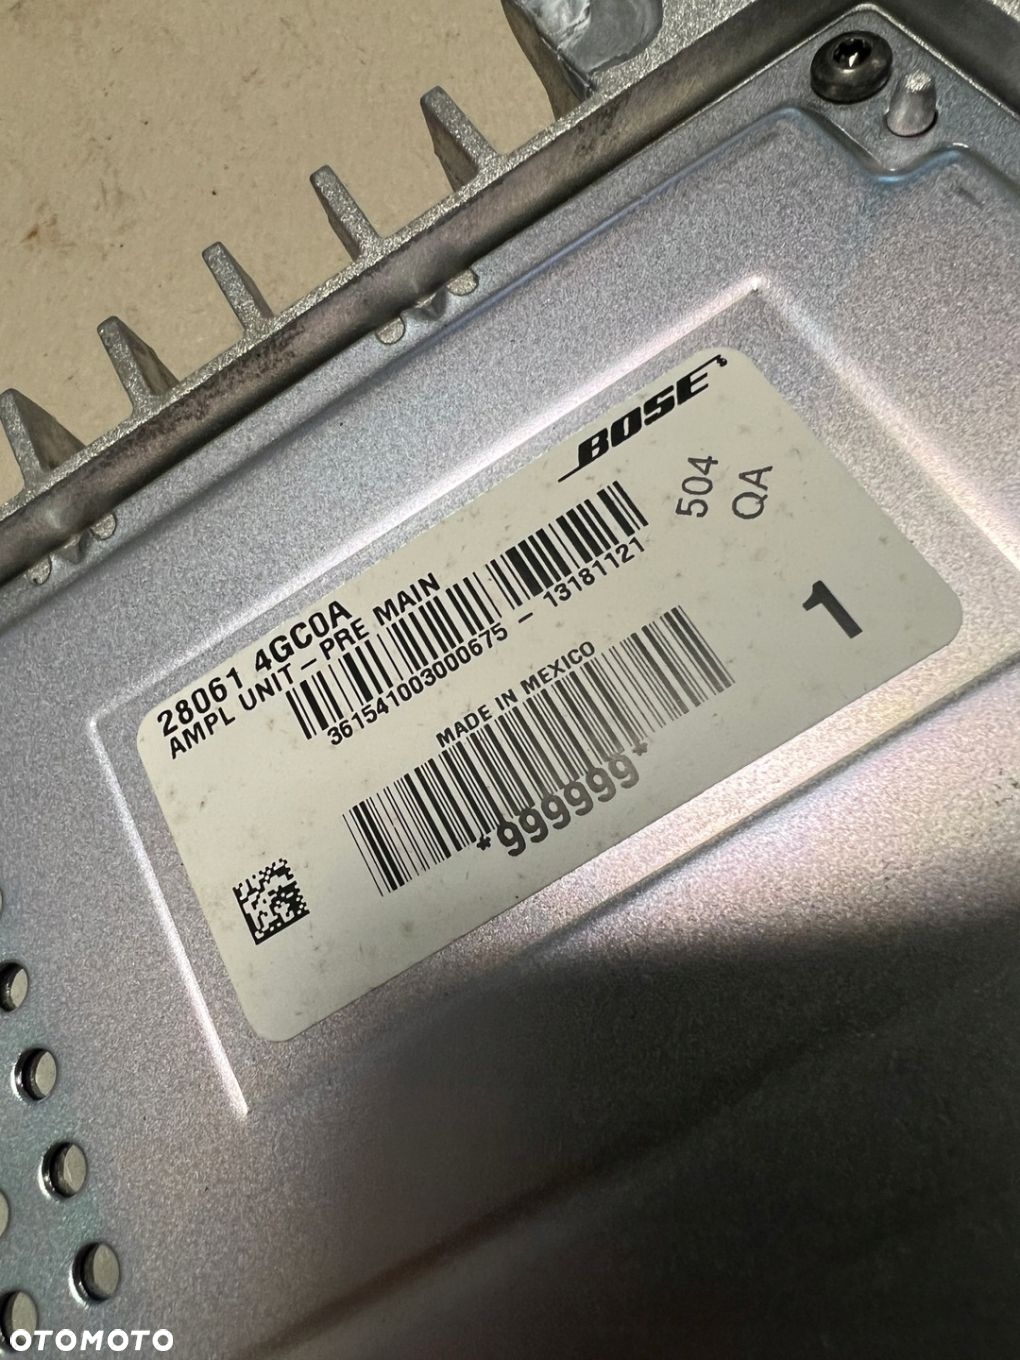 BOSE
504
QA
28061 4GC0A
AMPL UNIT - PRE MAIN
361541003000675 - 13181121
MADE IN MEXICO
*999999*
1
OTOMOTO